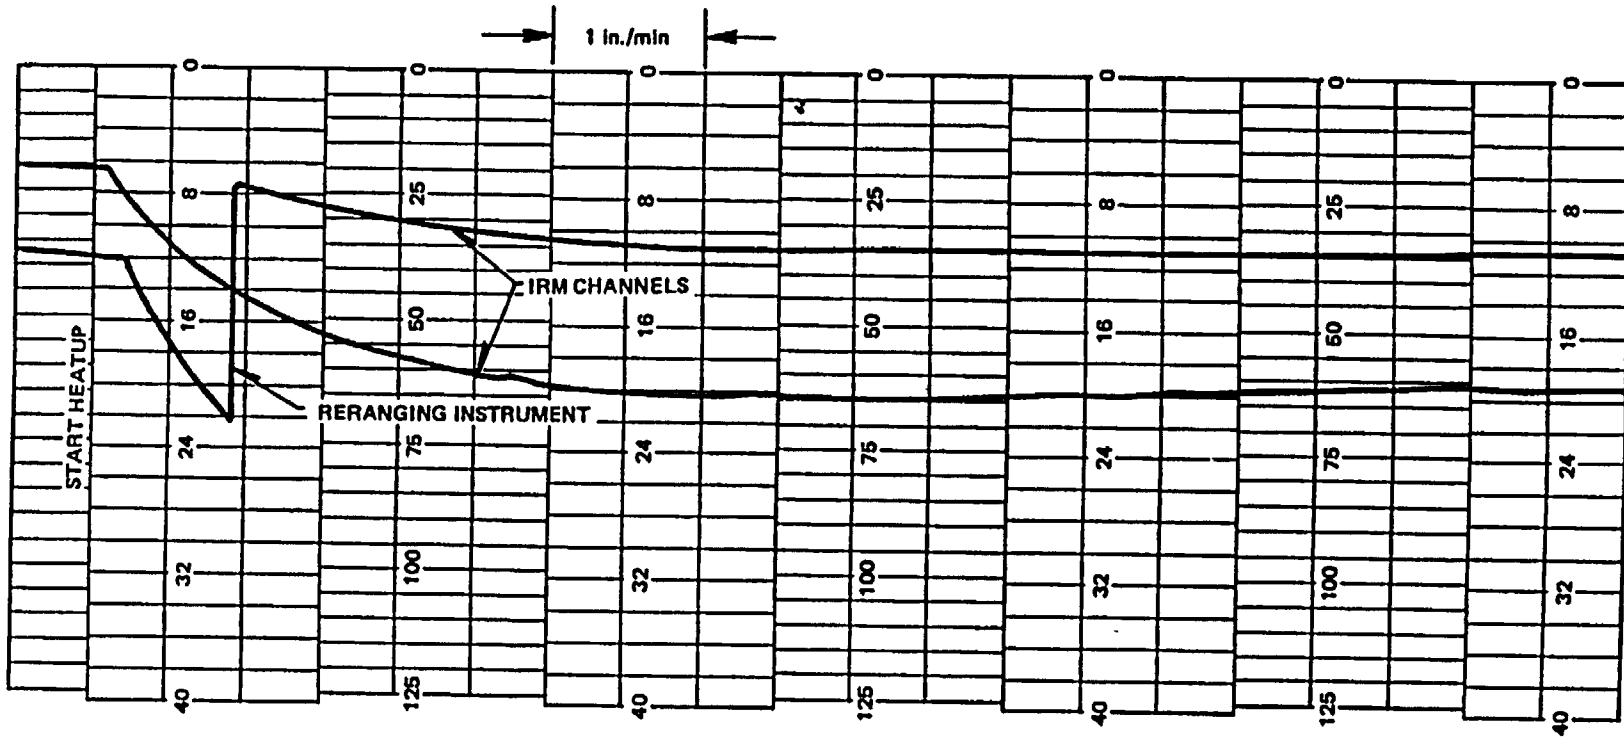 1 in./min
0 0 0 0 0 0 0
8 25 8 25 8 25 8
IRM CHANNELS
16 50 16 50 16 50 16
START HEATUP
RERANGING INSTRUMENT
24 75 24 75 24 75 24
32 100 32 100 32 100 32
40 125 40 125 40 125 40